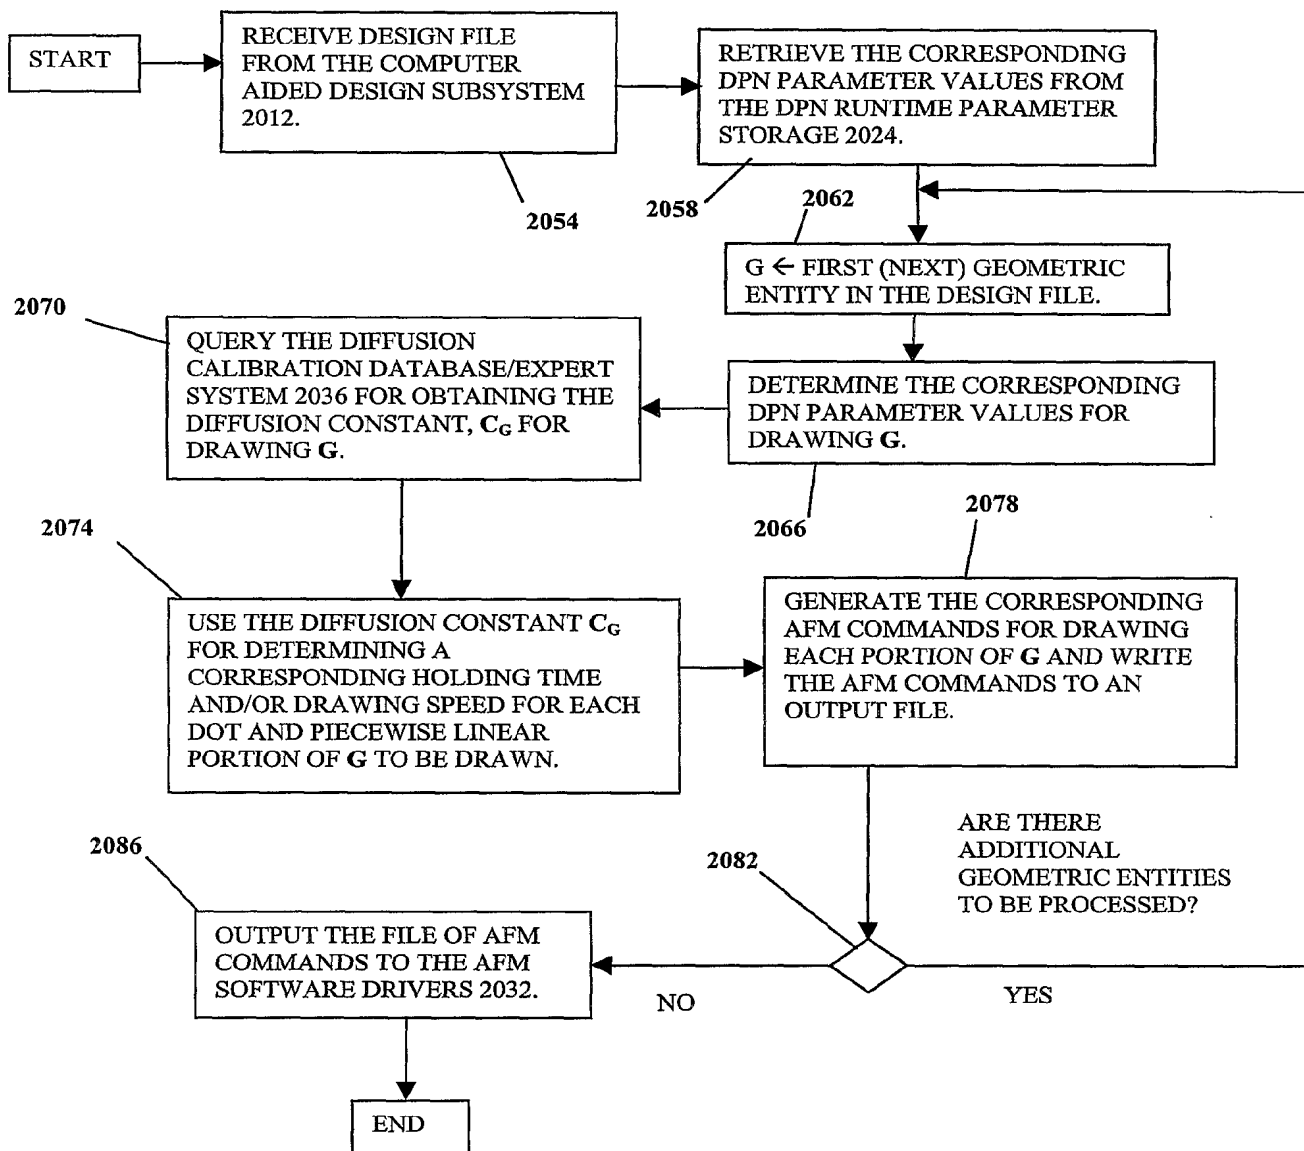 START
RECEIVE DESIGN FILE
FROM THE COMPUTER
AIDED DESIGN SUBSYSTEM
2012.
2054
RETRIEVE THE CORRESPONDING
DPN PARAMETER VALUES FROM
THE DPN RUNTIME PARAMETER
STORAGE 2024.
2058
2062
G ← FIRST (NEXT) GEOMETRIC
ENTITY IN THE DESIGN FILE.
DETERMINE THE CORRESPONDING
DPN PARAMETER VALUES FOR
DRAWING G.
2066
2070
QUERY THE DIFFUSION
CALIBRATION DATABASE/EXPERT
SYSTEM 2036 FOR OBTAINING THE
DIFFUSION CONSTANT, CG FOR
DRAWING G.
2074
USE THE DIFFUSION CONSTANT CG
FOR DETERMINING A
CORRESPONDING HOLDING TIME
AND/OR DRAWING SPEED FOR EACH
DOT AND PIECEWISE LINEAR
PORTION OF G TO BE DRAWN.
2078
GENERATE THE CORRESPONDING
AFM COMMANDS FOR DRAWING
EACH PORTION OF G AND WRITE
THE AFM COMMANDS TO AN
OUTPUT FILE.
ARE THERE
ADDITIONAL
GEOMETRIC ENTITIES
TO BE PROCESSED?
2082
YES
NO
2086
OUTPUT THE FILE OF AFM
COMMANDS TO THE AFM
SOFTWARE DRIVERS 2032.
END